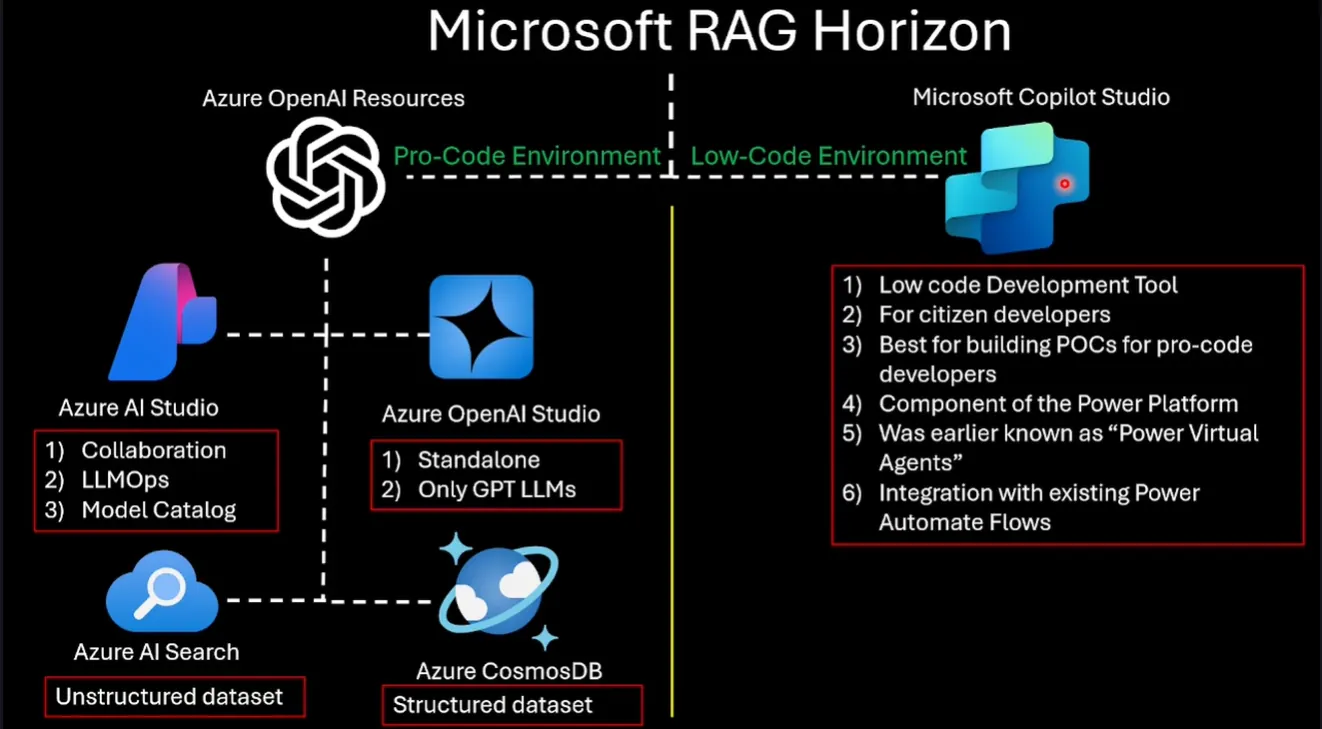 Microsoft RAG Horizon
Azure OpenAI Resources
Pro-Code Environment
Low-Code Environment
Microsoft Copilot Studio
Azure AI Studio
1) Collaboration
2) LLMOps
3) Model Catalog
Azure OpenAI Studio
1) Standalone
2) Only GPT LLMs
Azure AI Search
Unstructured dataset
Azure CosmosDB
Structured dataset
1) Low code Development Tool
2) For citizen developers
3) Best for building POCs for pro-code
developers
4) Component of the Power Platform
5) Was earlier known as “Power Virtual
Agents”
6) Integration with existing Power
Automate Flows